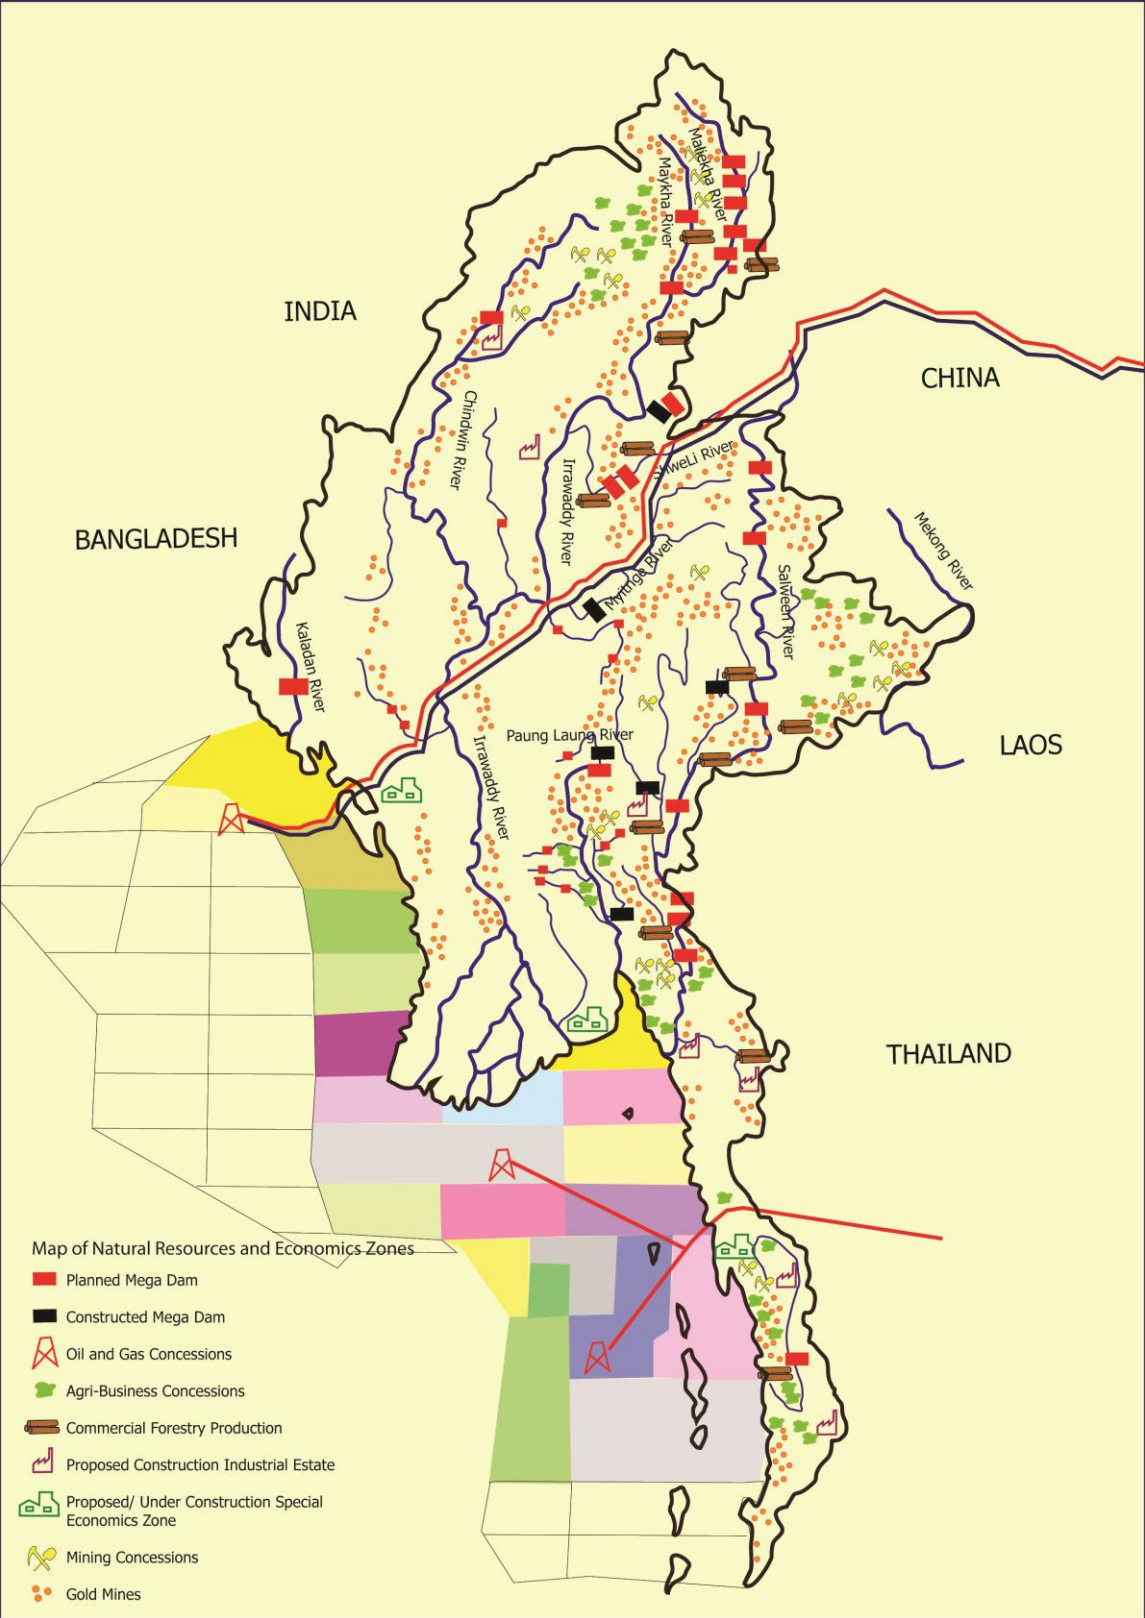 Maliekha River
Maykha River
INDIA
CHINA
Chindwin River
Irrawaddy River
ShweLi River
BANGLADESH
Mekong River
Myitnge River
Salween River
Kaladan River
Paung Laung River
LAOS
Irrawaddy River
THAILAND
Map of Natural Resources and Economics Zones
Planned Mega Dam
Constructed Mega Dam
Oil and Gas Concessions
Agri-Business Concessions
Commercial Forestry Production
Proposed Construction Industrial Estate
Proposed/ Under Construction Special
Economics Zone
Mining Concessions
Gold Mines